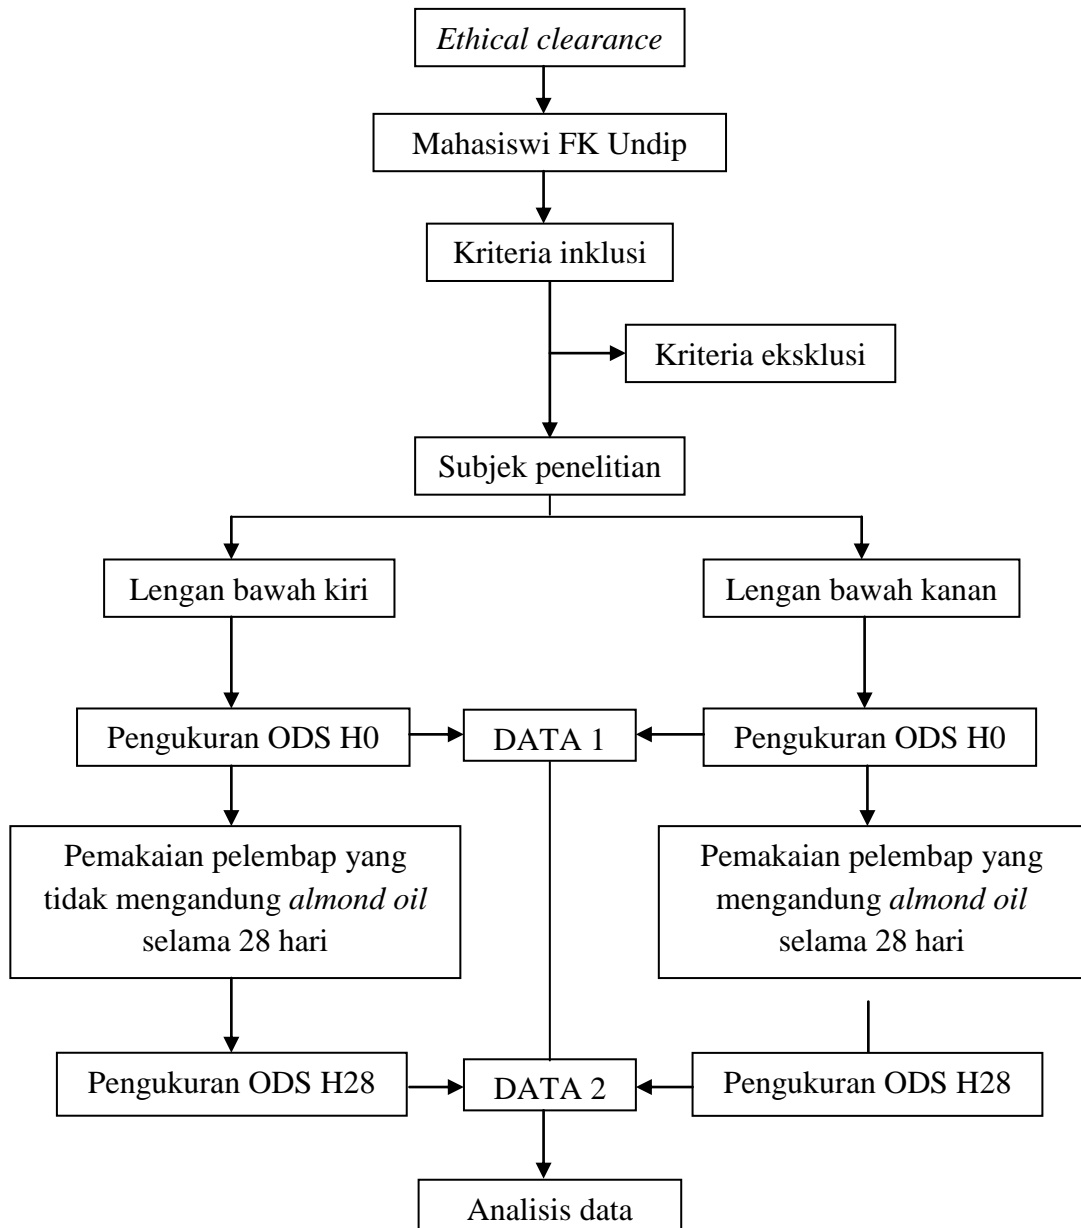 Ethical clearance
Mahasiswi FK Undip
Kriteria inklusi
Kriteria eksklusi
Subjek penelitian
Lengan bawah kiri
Lengan bawah kanan
Pengukuran ODS H0
DATA 1
Pengukuran ODS H0
Pemakaian pelembap yang
tidak mengandung almond oil
selama 28 hari
Pemakaian pelembap yang
mengandung almond oil
selama 28 hari
Pengukuran ODS H28
DATA 2
Pengukuran ODS H28
Analisis data